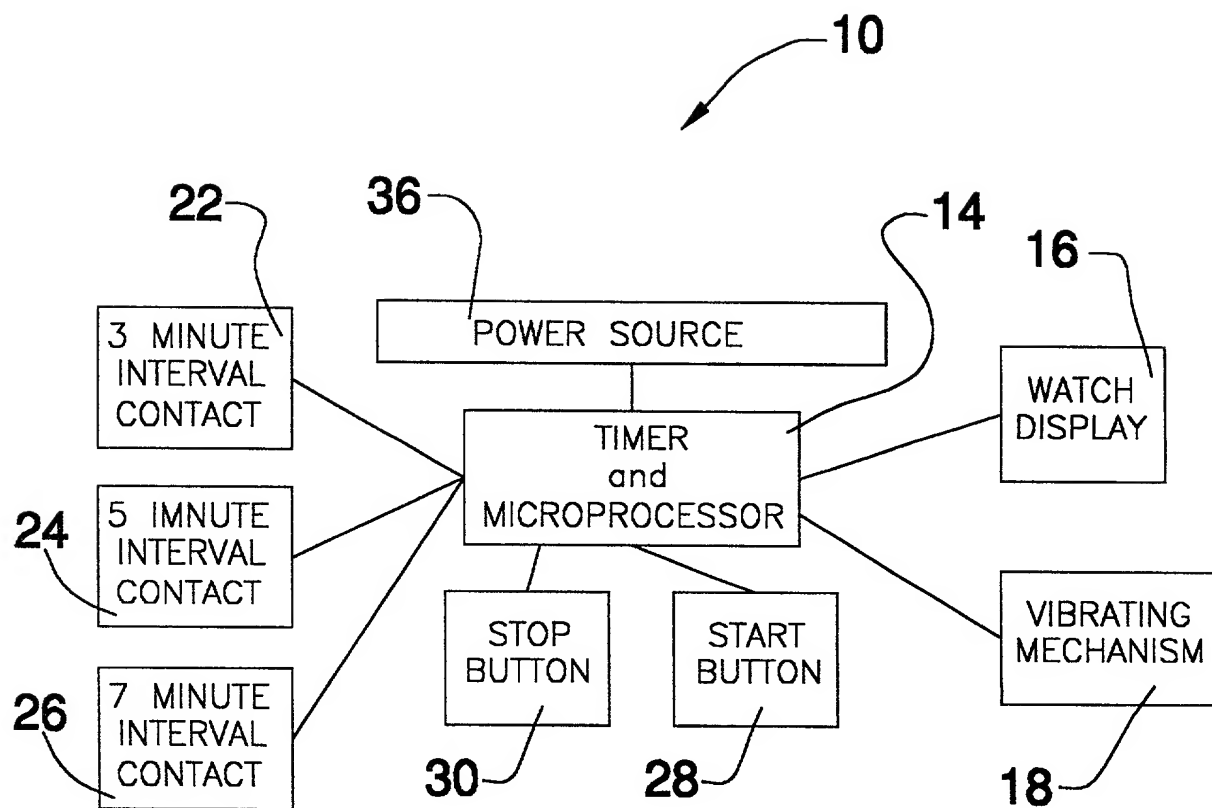 10
22
36
14
16
3 MINUTE
INTERVAL
CONTACT
POWER SOURCE
WATCH
DISPLAY
TIMER
and
MICROPROCESSOR
24
5 IMNUTE
INTERVAL
CONTACT
STOP
BUTTON
START
BUTTON
VIBRATING
MECHANISM
26
7 MINUTE
INTERVAL
CONTACT
30
28
18